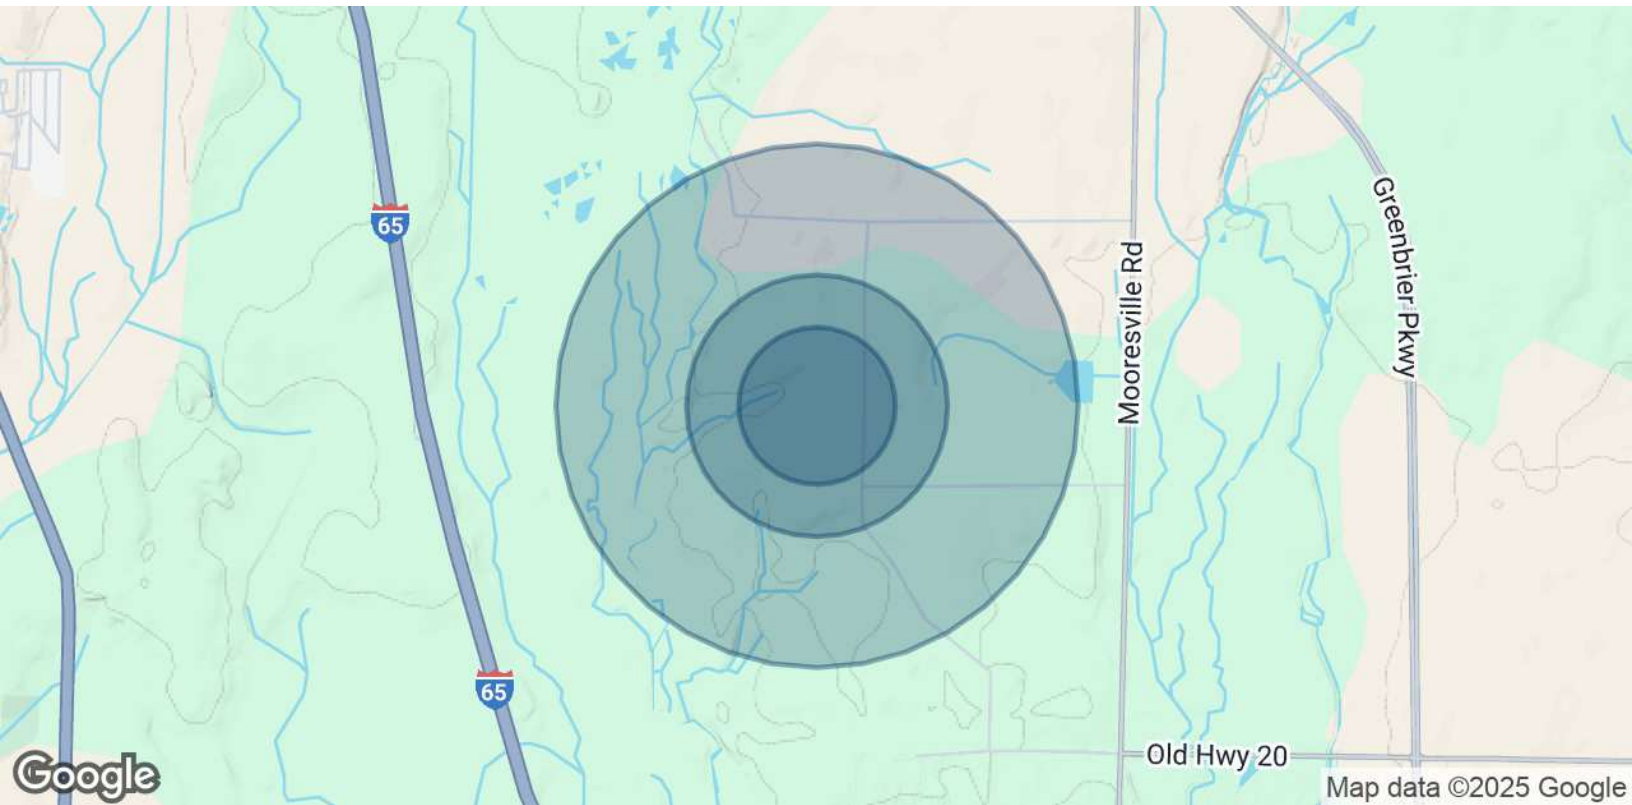 65
Greenbrier Pkwy
Mooresville Rd
65
Old Hwy 20
Google
Map data ©2025 Google